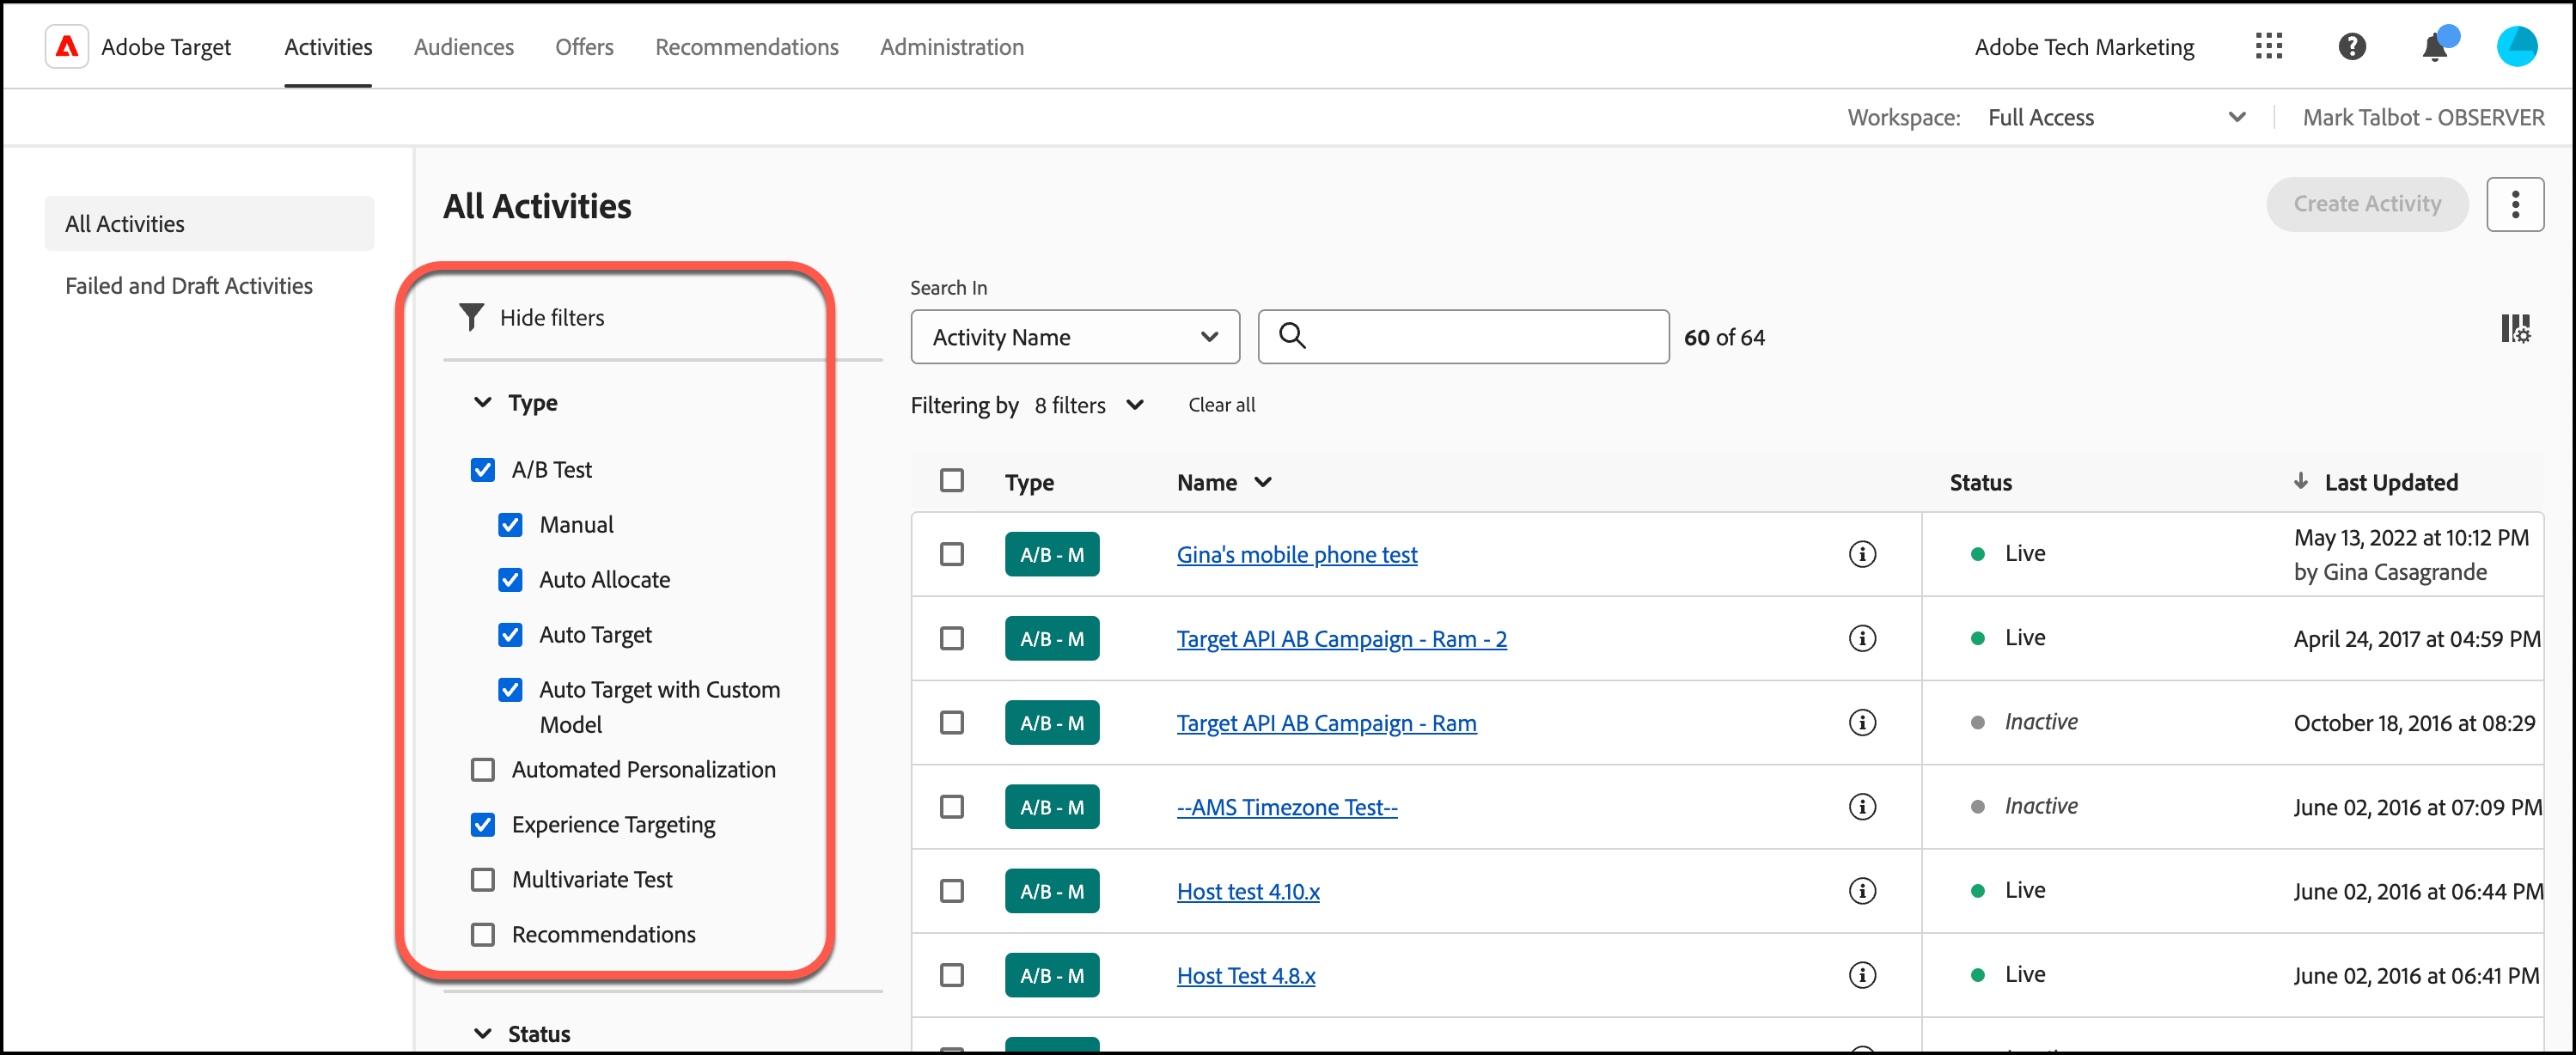 Adobe Target
Activities
Audiences
Offers
Recommendations
Administration
Adobe Tech Marketing
Workspace:
Full Access
Mark Talbot - OBSERVER
All Activities
Failed and Draft Activities
All Activities
Create Activity
Hide filters
Type
A/B Test
Manual
Auto Allocate
Auto Target
Auto Target with Custom
Model
Automated Personalization
Experience Targeting
Multivariate Test
Recommendations
Status
Search In
Activity Name
60 of 64
Filtering by 8 filters
Clear all
Type Name Status Last Updated
A/B - M Gina's mobile phone test Live May 13, 2022 at 10:12 PM
by Gina Casagrande
A/B - M Target API AB Campaign - Ram - 2 Live April 24, 2017 at 04:59 PM
A/B - M Target API AB Campaign - Ram Inactive October 18, 2016 at 08:29
A/B - M --AMS Timezone Test-- Inactive June 02, 2016 at 07:09 PM
A/B - M Host test 4.10.x Live June 02, 2016 at 06:44 PM
A/B - M Host Test 4.8.x Live June 02, 2016 at 06:41 PM